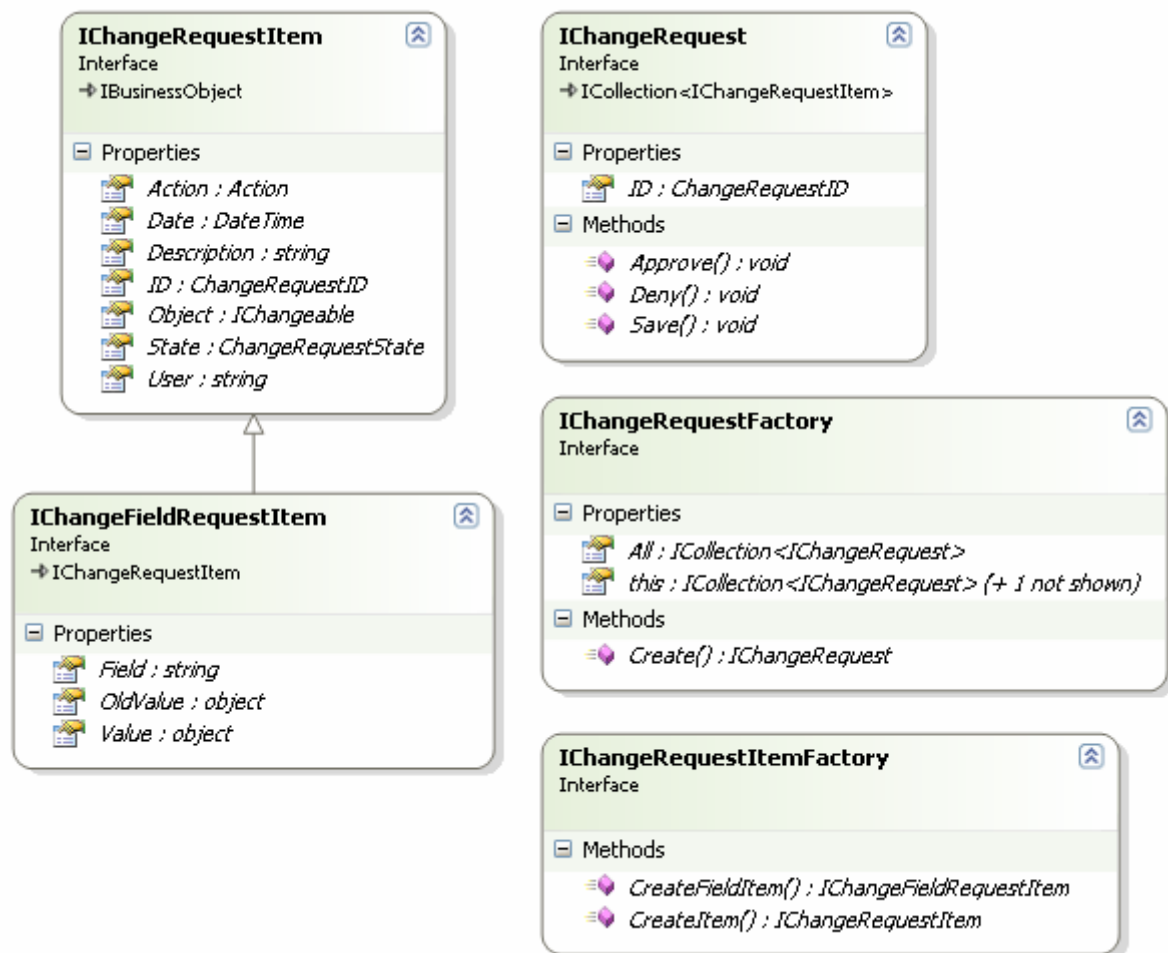 IChangeRequestItem
Interface
IBusinessObject
Properties
Action : Action
Date : DateTime
Description : string
ID : ChangeRequestID
Object : IChangeable
State : ChangeRequestState
User : string
IChangeFieldRequestItem
Interface
IChangeRequestItem
Properties
Field : string
OldValue : object
Value : object
IChangeRequest
Interface
ICollection<IChangeRequestItem>
Properties
ID : ChangeRequestID
Methods
Approve() : void
Deny() : void
Save() : void
IChangeRequestFactory
Interface
Properties
All : ICollection<IChangeRequest>
this : ICollection<IChangeRequest> (+ 1 not shown)
Methods
Create() : IChangeRequest
IChangeRequestItemFactory
Interface
Methods
CreateFieldItem() : IChangeFieldRequestItem
CreateItem() : IChangeRequestItem